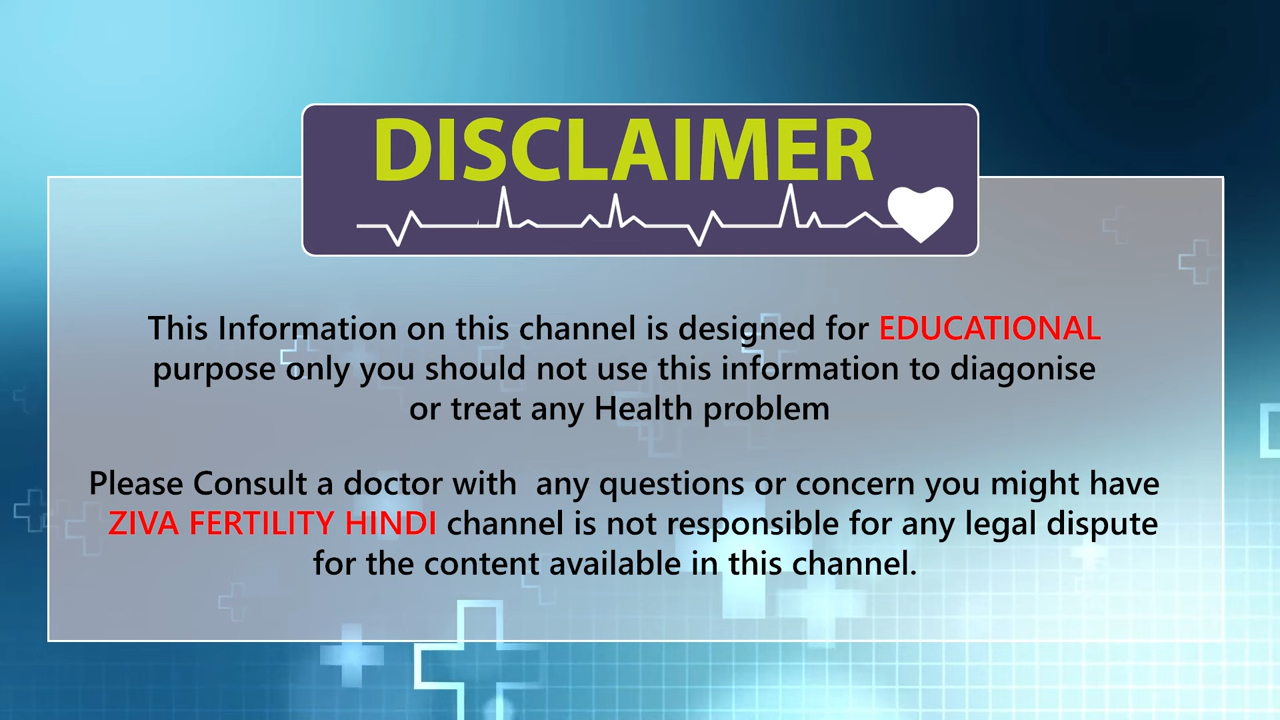 DISCLAIMER
This Information on this channel is designed for EDUCATIONAL
purpose only you should not use this information to diagonise
or treat any Health problem
Please Consult a doctor with  any questions or concern you might have
ZIVA FERTILITY HINDI channel is not responsible for any legal dispute
for the content available in this channel.